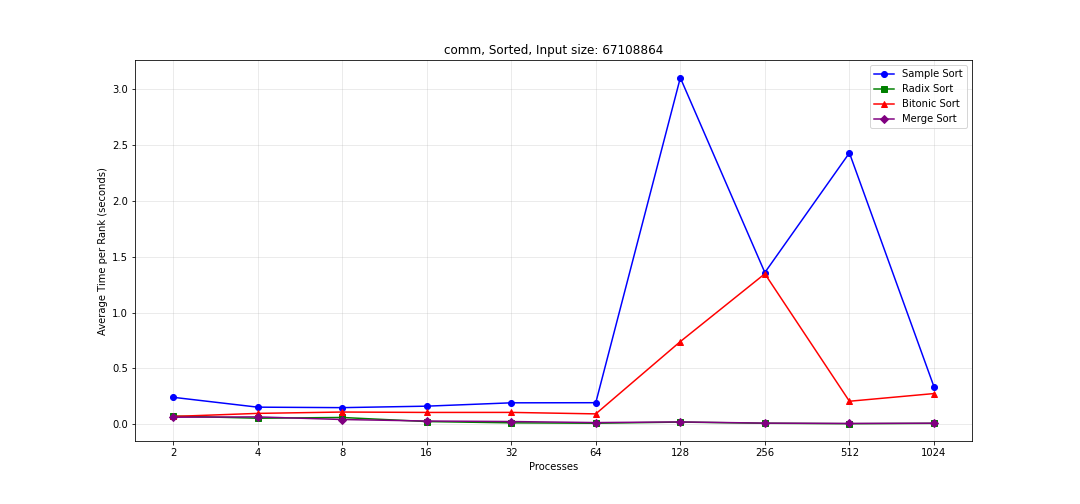 comm, Sorted, Input size: 67108864
Sample Sort
Radix Sort
Bitonic Sort
Merge Sort
Average Time per Rank (seconds)
3.0
2.5
2.0
1.5
1.0
0.5
0.0
2 4 8 16 32 64 128 256 512 1024
Processes